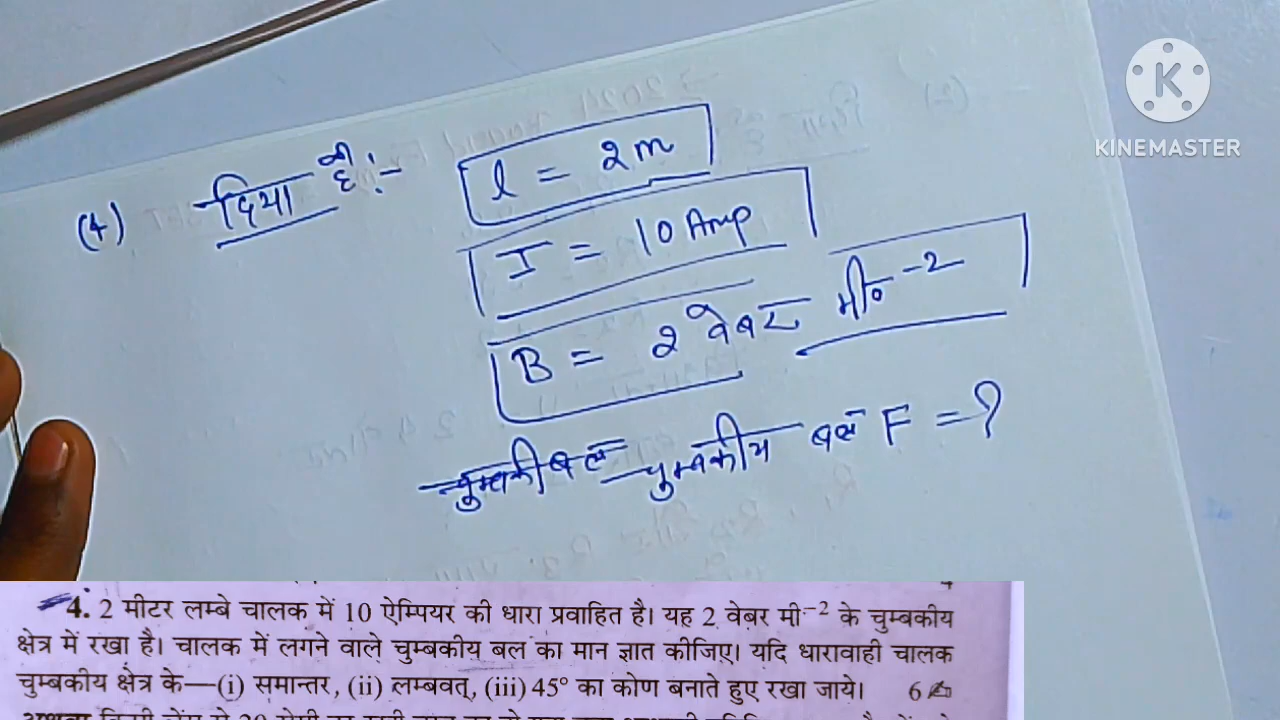 KINEMASTER
(4) दिया है:- l = 2m
I = 10 Amp
B = 2 वेबर मी०⁻²
चुम्बकीय बल F = ?
4. 2 मीटर लम्बे चालक में 10 ऐम्पियर की धारा प्रवाहित है। यह 2 वेबर मी⁻² के चुम्बकीय
क्षेत्र में रखा है। चालक में लगने वाले चुम्बकीय बल का मान ज्ञात कीजिए। यदि धारावाही चालक
चुम्बकीय क्षेत्र के—(i) समान्तर, (ii) लम्बवत्, (iii) 45° का कोण बनाते हुए रखा जाये। 6